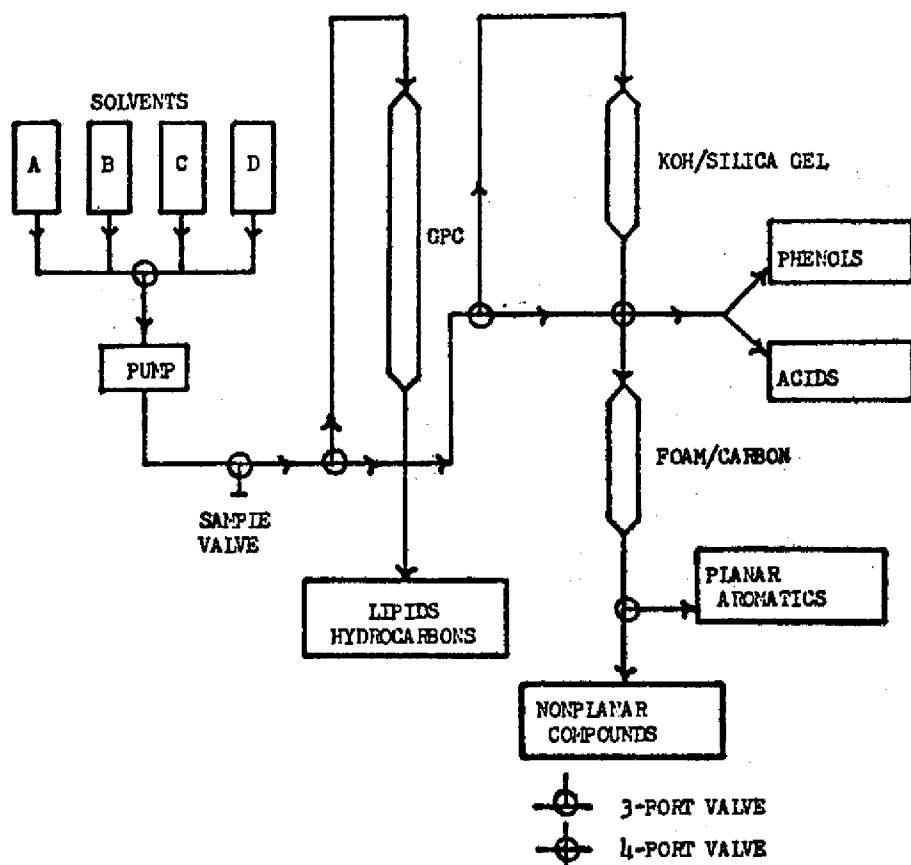 SOLVENTS
A B C D
PUMP
SAMPIE
VALVE
GPC
LIPIDS
HYDROCARBONS
KOH/SILICA GEL
PHENOLS
ACIDS
FOAM/CARBON
PLANAR
AROMATICS
NONPLANAR
COMPOUNDS
3-PORT VALVE
4-PORT VALVE